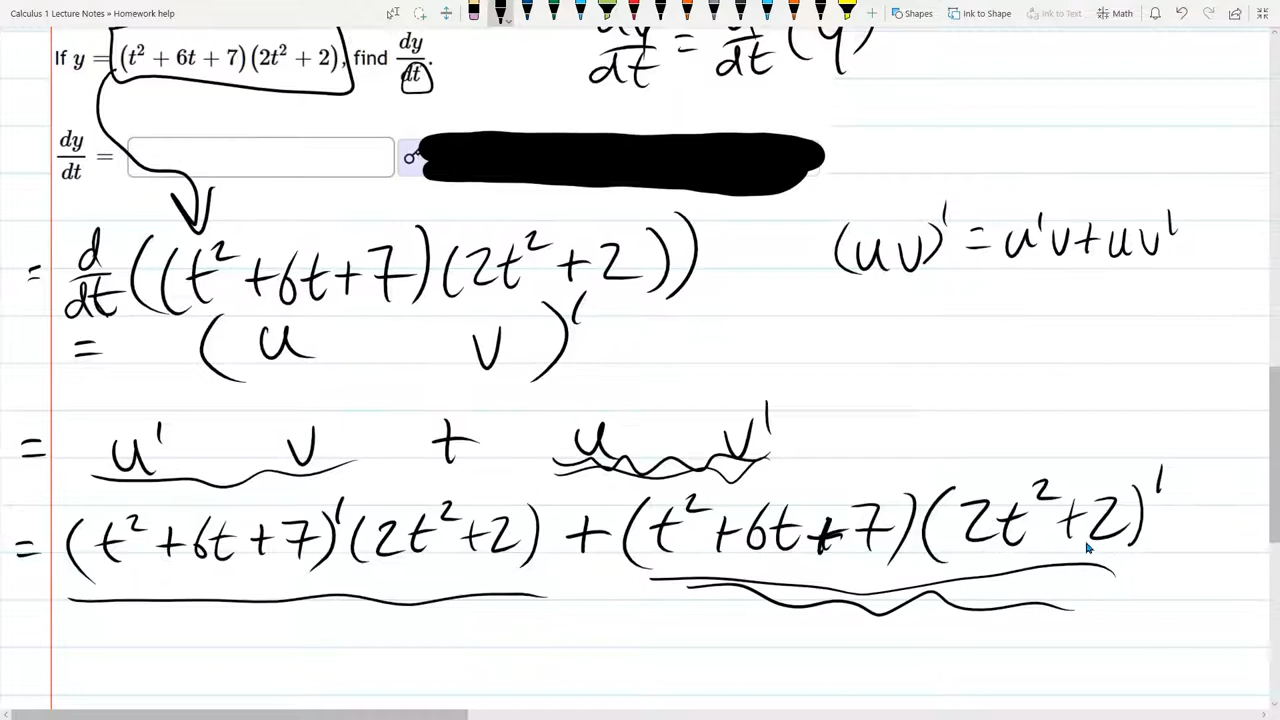 Calculus 1 Lecture Notes » Homework help
Shapes Ink to Shape Ink to Text Math
If y = (t² + 6t + 7)(2t² + 2), find dy/dt.
dy/dt = d/dt (y)
dy/dt =
= d/dt((t²+6t+7)(2t²+2))
(uv)' = u'v+uv'
= (u v)'
= u' v + u v'
= (t²+6t+7)'(2t²+2) + (t²+6t+7)(2t²+2)'